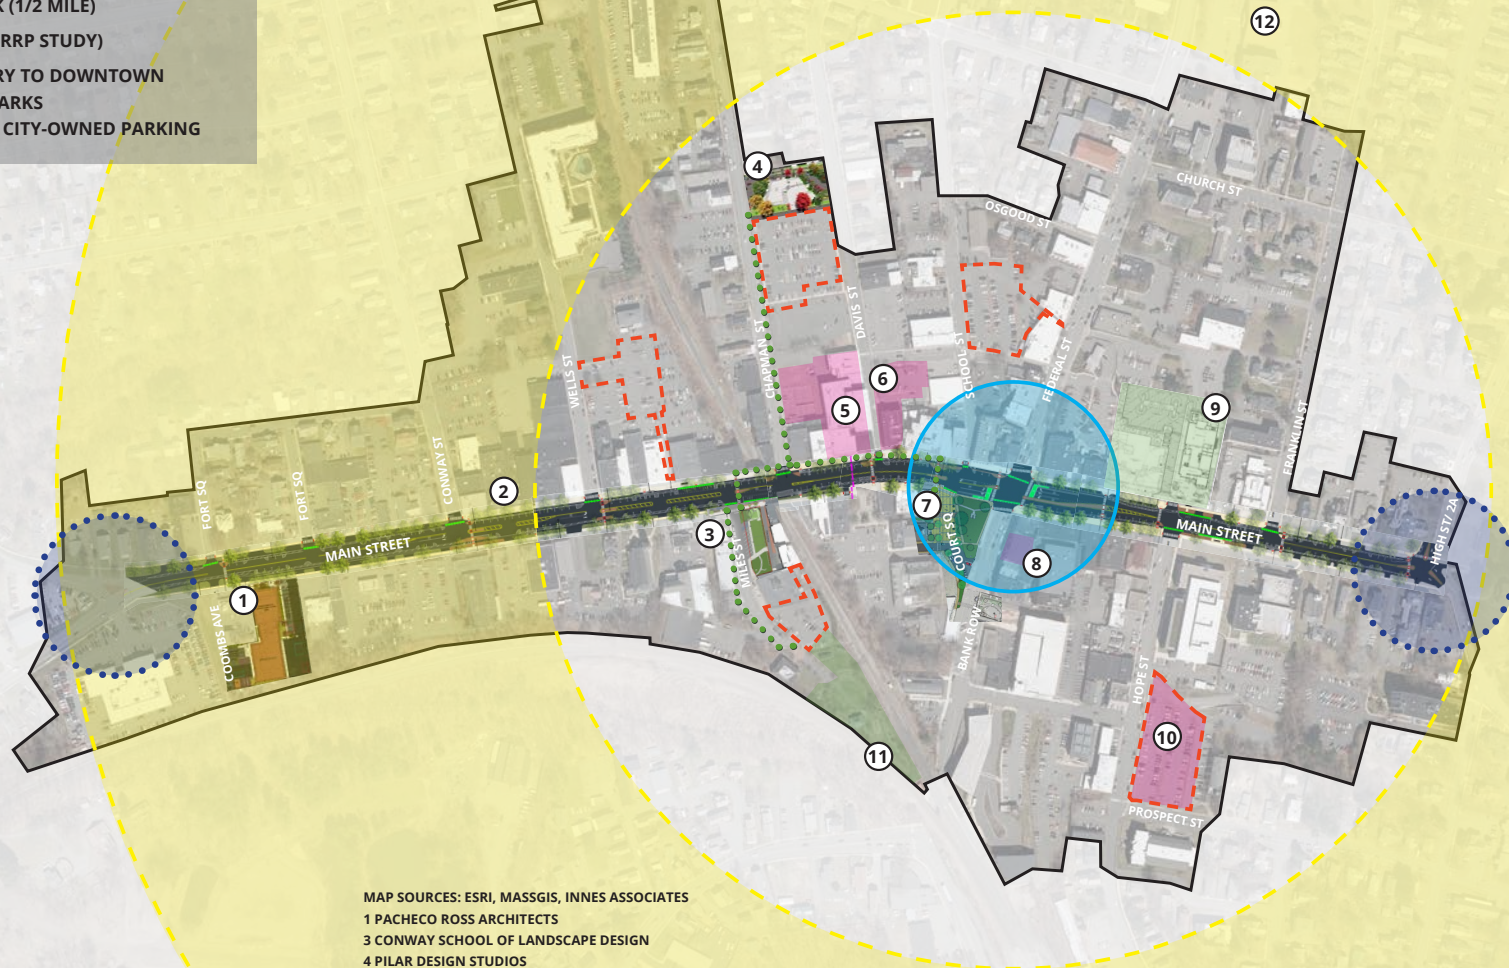 (1/2 MILE)
RRP STUDY)
RY TO DOWNTOWN
ARKS
CITY-OWNED PARKING
12
4
CHURCH ST
OSGOOD ST
DAVIS ST
CHAPMAN ST
WELLS ST
SCHOOL ST
FEDERAL ST
6
5
9
FRANKLIN ST
CONWAY ST
FORT SQ
FORT SQ
2
7
3
MAIN STREET
MAIN STREET
HIGH ST/ 2A
COURT SQ
MILES ST
8
1
COOMBS AVE
BANK ROW
HOPE ST
10
11
PROSPECT ST
MAP SOURCES: ESRI, MASSGIS, INNES ASSOCIATES
1 PACHECO ROSS ARCHITECTS
3 CONWAY SCHOOL OF LANDSCAPE DESIGN
4 PILAR DESIGN STUDIOS